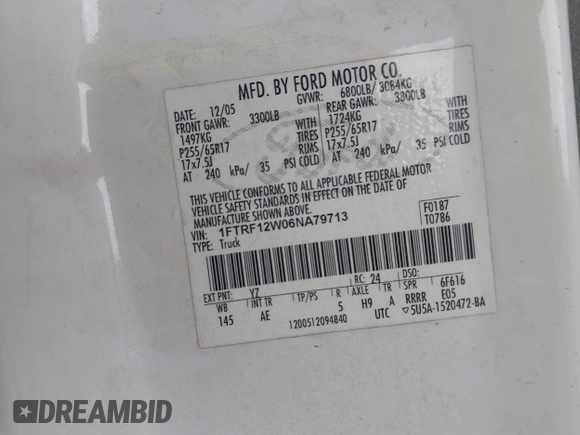 MFD. BY FORD MOTOR CO.
DATE: 12/05 GVWR: 6800LB/ 3084KG
FRONT GAWR: 3300LB REAR GAWR: 3800LB
1497KG WITH 1724KG WITH
P255/65R17 TIRES P255/65R17 TIRES
17x7.5J RIMS 17x7.5J RIMS
AT 240 kPa/ 35 PSI COLD AT 240 kPa/ 35 PSI COLD
THIS VEHICLE CONFORMS TO ALL APPLICABLE FEDERAL MOTOR
VEHICLE SAFETY STANDARDS IN EFFECT ON THE DATE OF
MANUFACTURE SHOWN ABOVE.
VIN: 1FTRF12W06NA79713 F0187
TYPE: Truck T0786
EXT PNT: YZ RC: 24 DSO:
WB INT TR TP/PS R AXLE TR SPR 6F616
145 AE 5 H9 A RRRR E05
1200512094840 UTC ▽5U5A-1520472-BA
DREAMBID